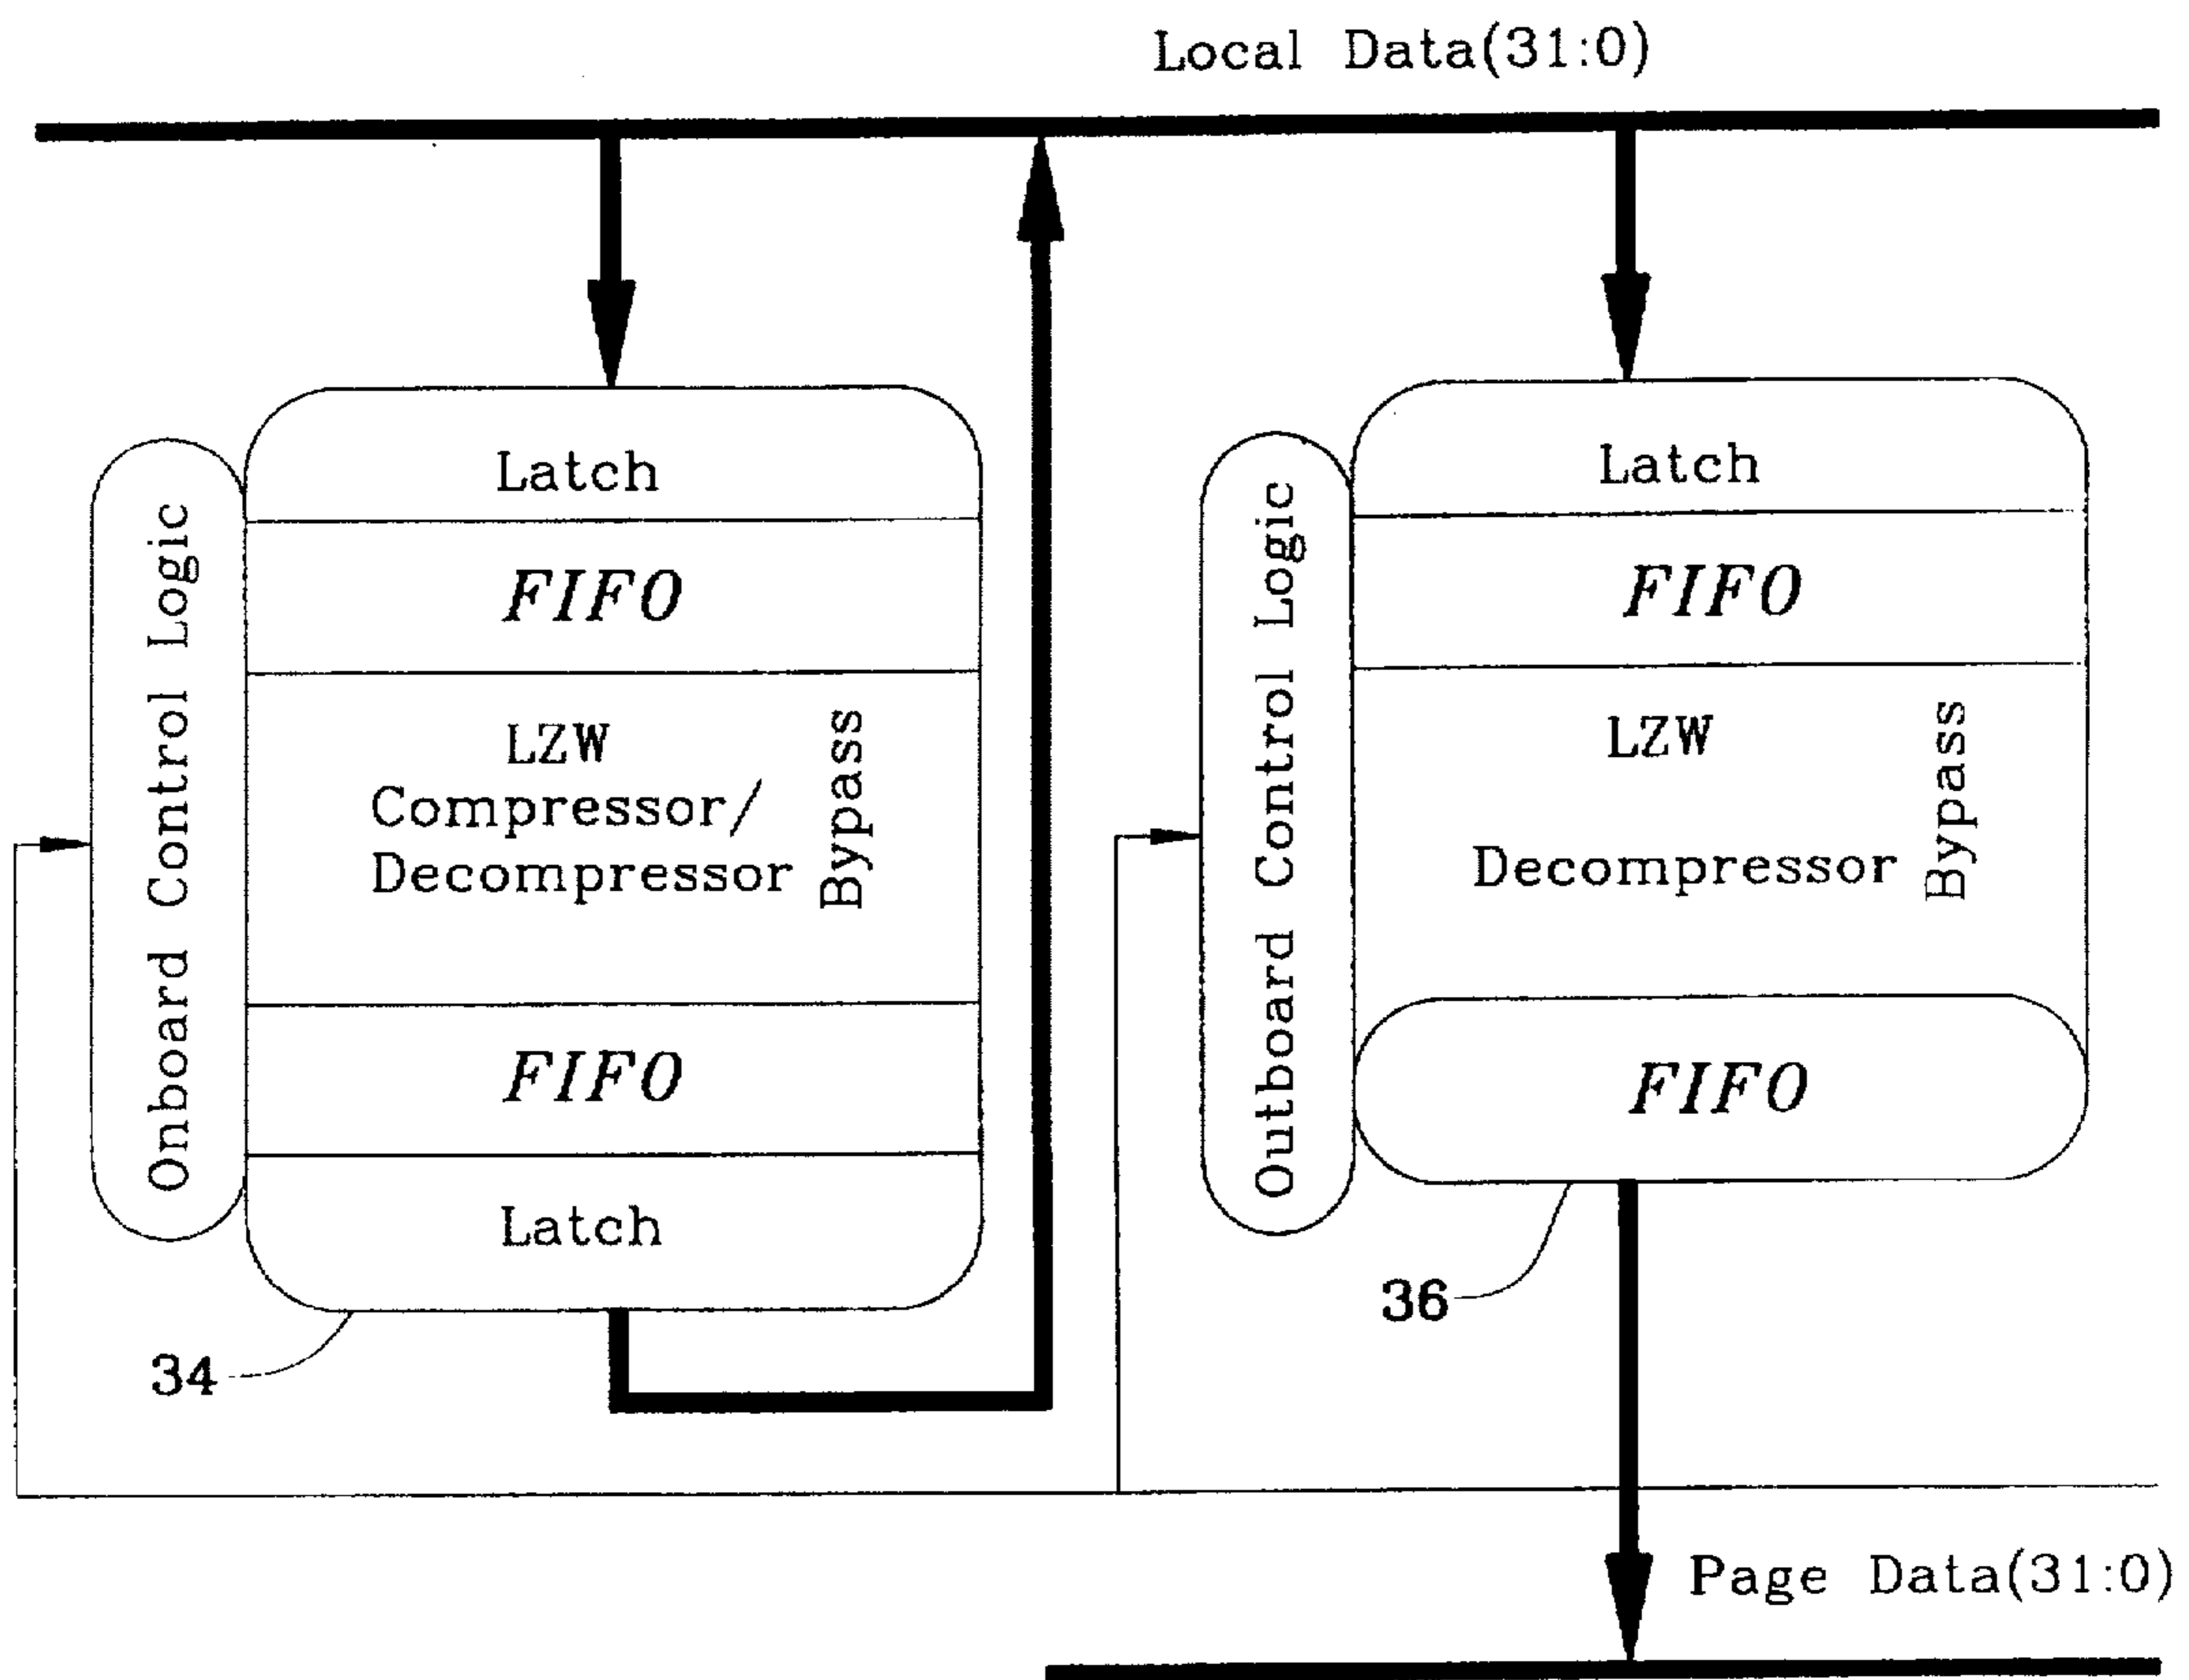 Local Data(31:0)
Onboard Control Logic
Latch
FIFO
LZW
Compressor/
Decompressor
Bypass
FIFO
Latch
34
Outboard Control Logic
Latch
FIFO
LZW
Decompressor
Bypass
FIFO
36
Page Data(31:0)